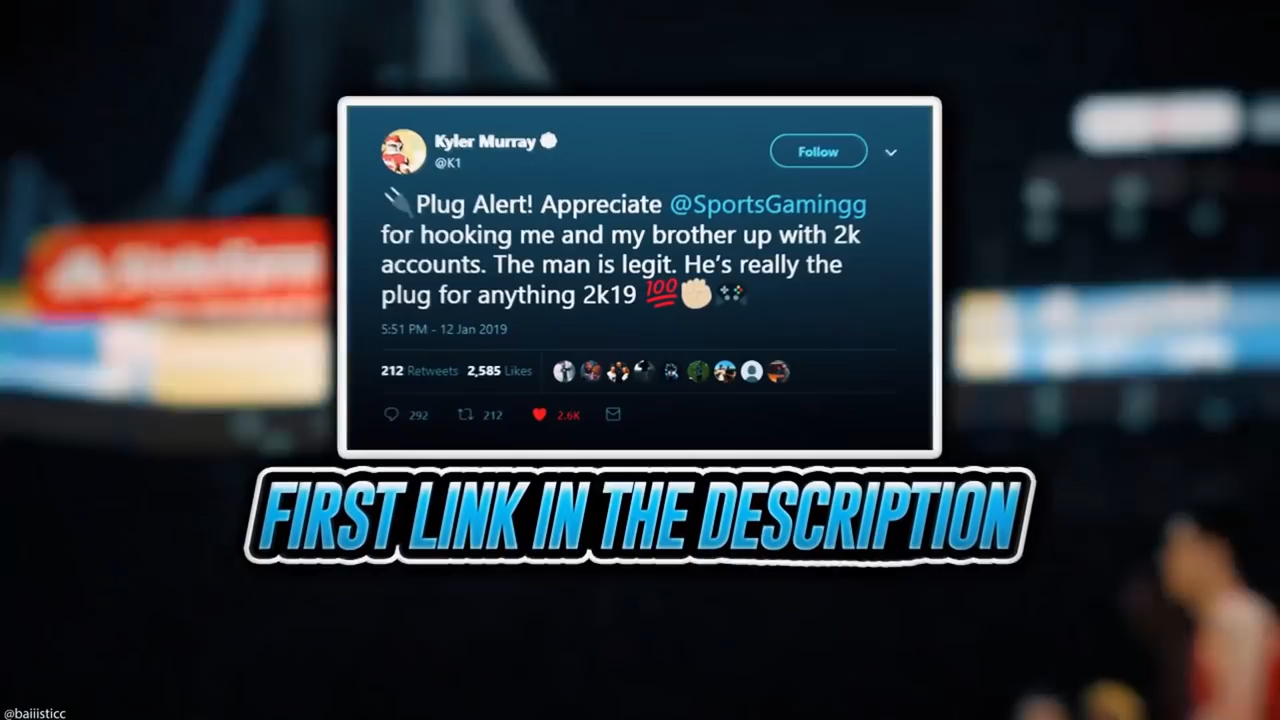 Kyler Murray
@K1
Follow
Plug Alert! Appreciate @SportsGamingg
for hooking me and my brother up with 2k
accounts. The man is legit. He’s really the
plug for anything 2k19 💯✊🏼🎮
5:51 PM - 12 Jan 2019
212 Retweets 2,585 Likes
292 212 2.6K
FIRST LINK IN THE DESCRIPTION
@baiiisticc